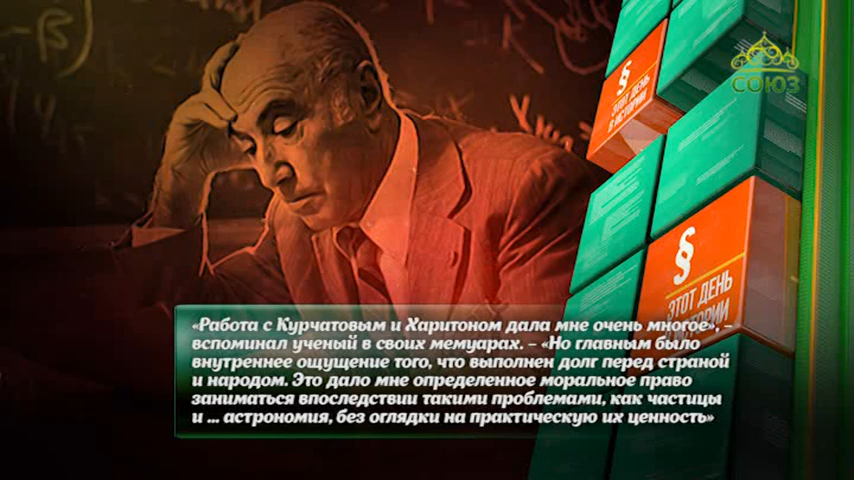 СОЮЗ
§
ЭТОТ ДЕНЬ
В ИСТОРИИ
§
ЭТОТ ДЕНЬ
В ИСТОРИИ
«Работа с Курчатовым и Харитоном дала мне очень многое», –
вспоминал ученый в своих мемуарах. – «Но главным было
внутреннее ощущение того, что выполнен долг перед страной
и народом. Это дало мне определенное моральное право
заниматься впоследствии такими проблемами, как частицы
и ... астрономия, без оглядки на практическую их ценность»